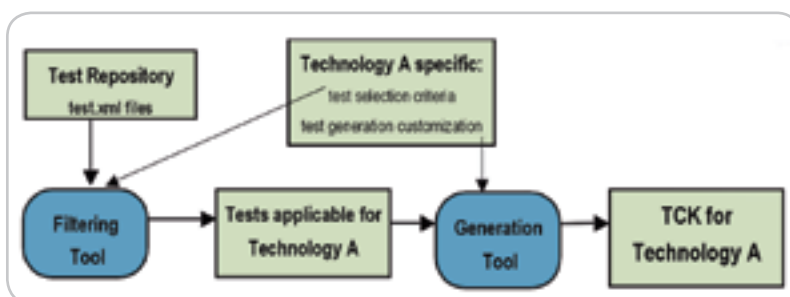 Test Repository
test.xml files
Technology A specific:
test selection criteria
test generation customization
Filtering
Tool
Tests applicable for
Technology A
Generation
Tool
TCK for
Technology A